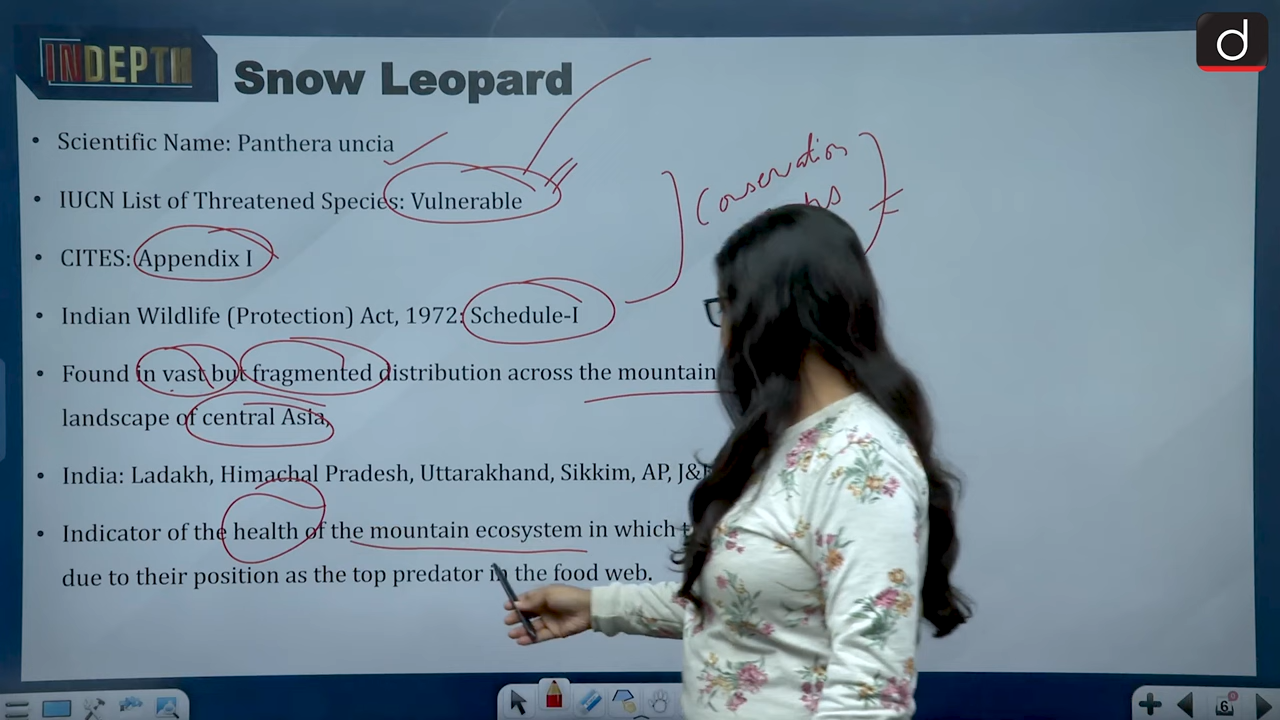 INDEPTH
d
Snow Leopard
• Scientific Name: Panthera uncia
• IUCN List of Threatened Species: Vulnerable
• CITES: Appendix I
• Indian Wildlife (Protection) Act, 1972: Schedule-I
• Found in vast but fragmented distribution across the mountain
landscape of central Asia,
• India: Ladakh, Himachal Pradesh, Uttarakhand, Sikkim, AP, J&
• Indicator of the health of the mountain ecosystem in which
due to their position as the top predator in the food web.
Conservation
6